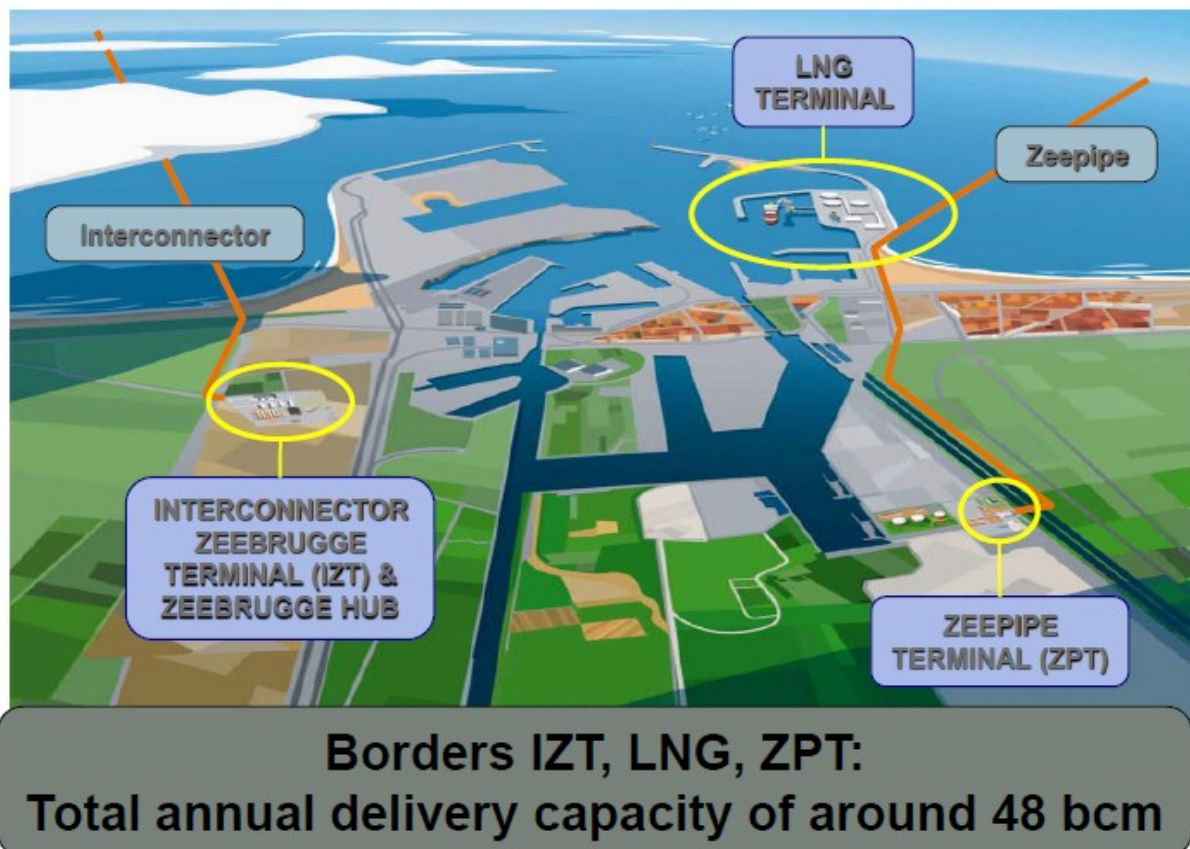 LNG
TERMINAL
Zeepipe
Interconnector
INTERCONNECTOR
ZEEBRUGGE
TERMINAL (IZT) &
ZEEBRUGGE HUB
ZEEPIPE
TERMINAL (ZPT)
Borders IZT, LNG, ZPT:
Total annual delivery capacity of around 48 bcm